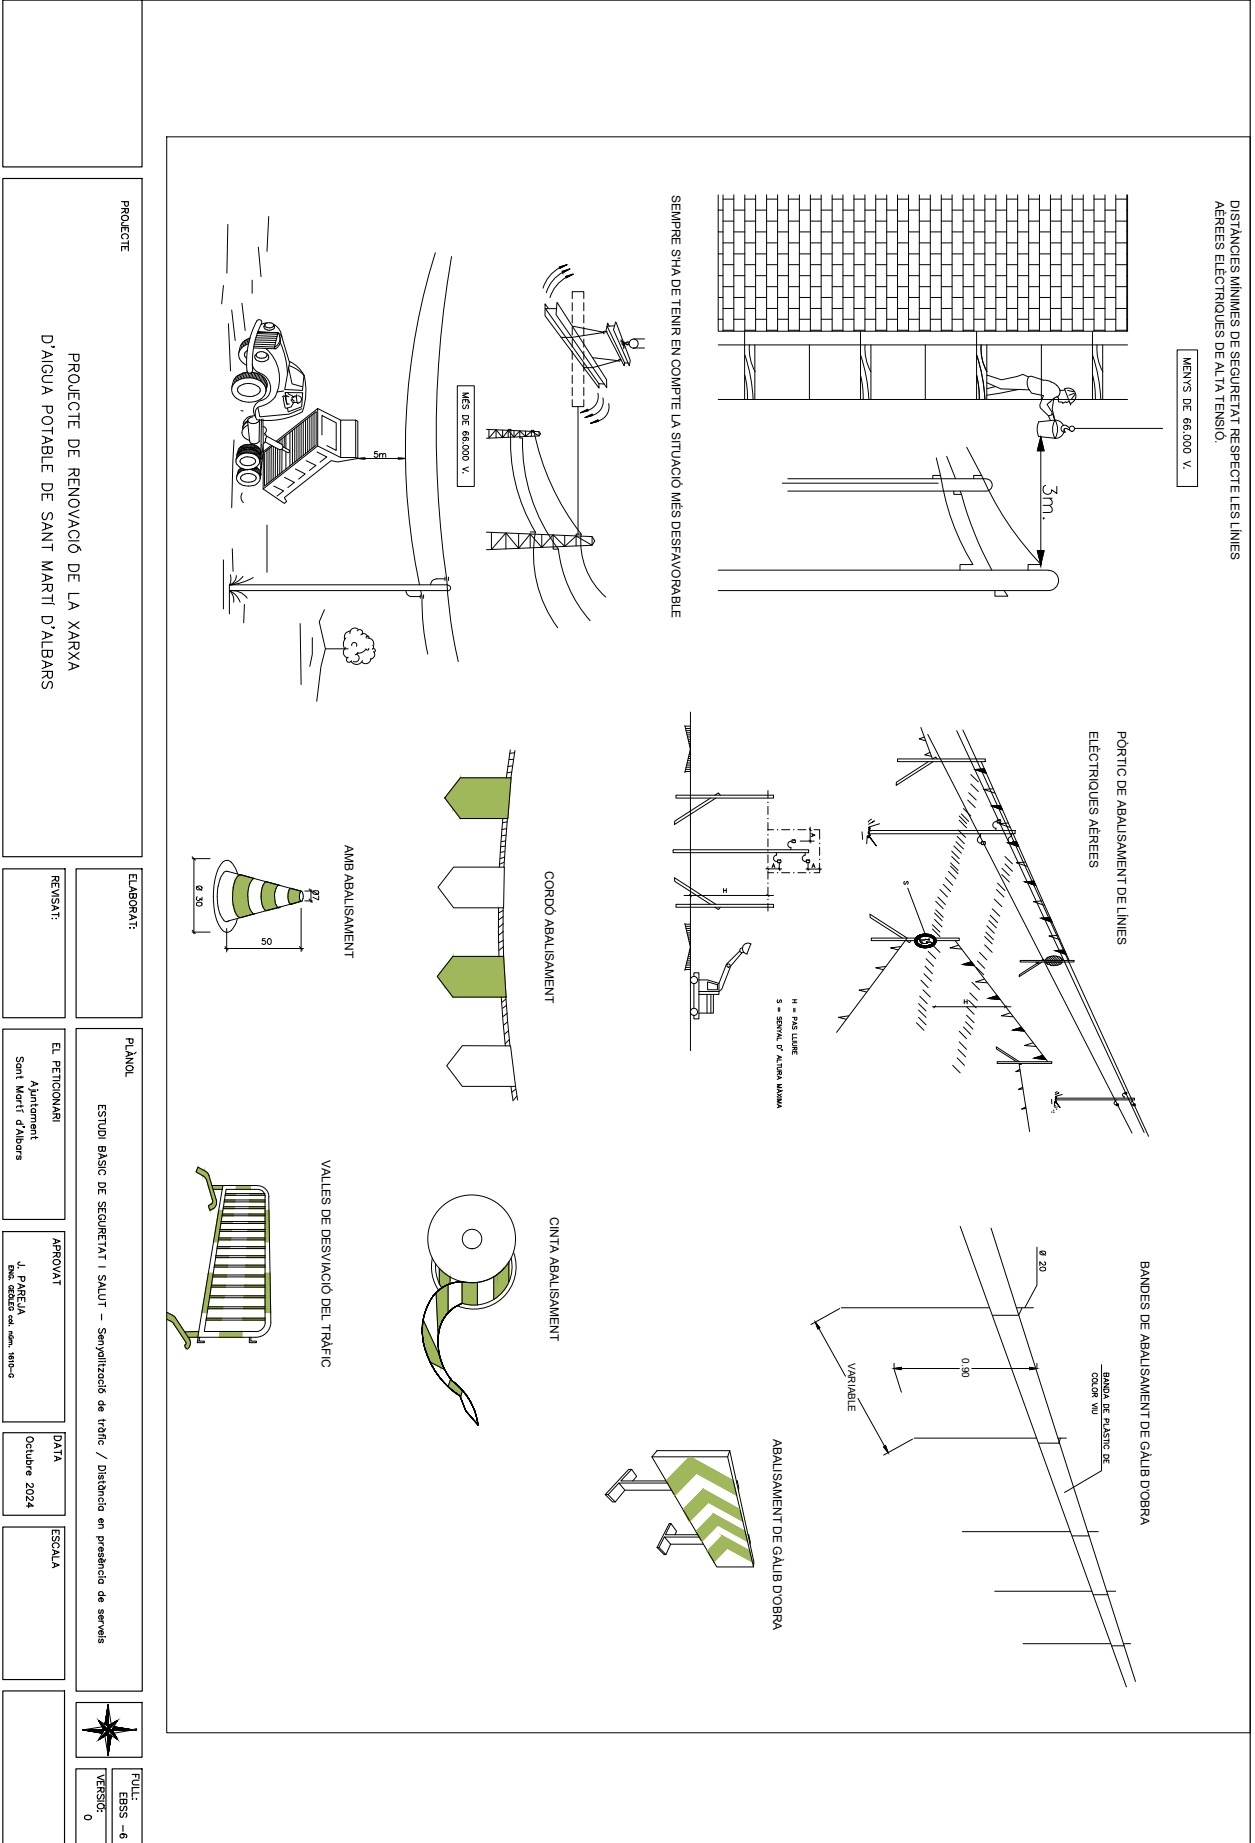 DISTÀNCIES MÍNIMES DE SEGURETAT RESPECTE LES LÍNIES
AÈREES ELÈCTRIQUES DE ALTA TENSIÓ.
MENYS DE 66.000 V.
3m.
SEMPRE S'HA DE TENIR EN COMPTE LA SITUACIÓ MÉS DESFAVORABLE
MÉS DE 66.000 V.
5m
PÒRTIC DE ABALISAMENT DE LÍNIES
ELÈCTRIQUES AÈREES
S
H
H = PAS LLIURE
S = SENYAL D' ALTURA MÀXIMA
A
A
A
H
BANDES DE ABALISAMENT DE GÀLIB D'OBRA
Ø 20
BANDA DE PLÀSTIC DE
COLOR VIU
0.90
VARIABLE
ABALISAMENT DE GÀLIB D'OBRA
CORDÓ ABALISAMENT
CINTA ABALISAMENT
AMB ABALISAMENT
Ø7
50
Ø 30
VALLES DE DESVIACIÓ DEL TRÀFIC
PROJECTE
PROJECTE DE RENOVACIÓ DE LA XARXA
D'AIGUA POTABLE DE SANT MARTÍ D'ALBARS
ELABORAT:
REVISAT:
PLÀNOL
ESTUDI BÀSIC DE SEGURETAT I SALUT - Senyalització de tràfic / Distància en presència de serveis
EL PETICIONARI
Ajuntament
Sant Martí d'Albars
APROVAT
J. PAREJA
ENG. GEÒLEG col. núm. 1610-G
DATA
Octubre 2024
ESCALA
FULL:
EBSS -6
VERSIÓ:
0